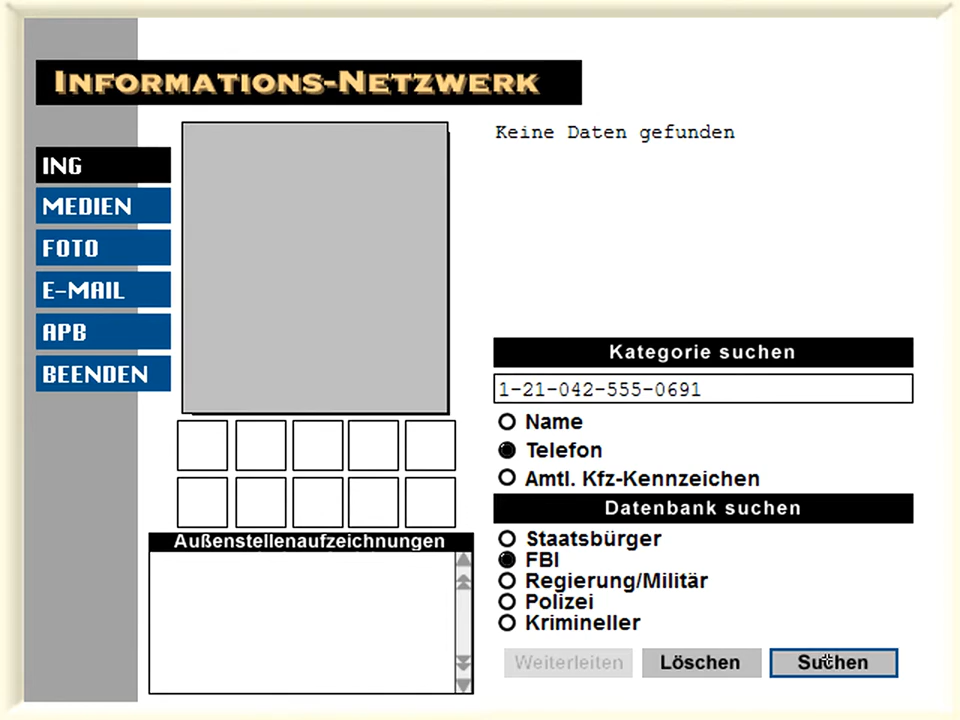 INFORMATIONS-NETZWERK
Keine Daten gefunden
ING
MEDIEN
FOTO
E-MAIL
APB
BEENDEN
Kategorie suchen
1-21-042-555-0691
Name
Telefon
Amtl. Kfz-Kennzeichen
Datenbank suchen
Außenstellenaufzeichnungen
Staatsbürger
FBI
Regierung/Militär
Polizei
Krimineller
Weiterleiten
Löschen
Suchen